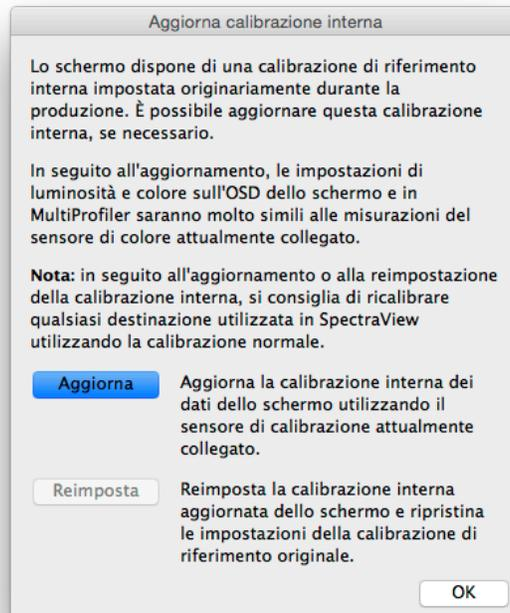 Aggiorna calibrazione interna
Lo schermo dispone di una calibrazione di riferimento
interna impostata originariamente durante la
produzione. È possibile aggiornare questa calibrazione
interna, se necessario.
In seguito all'aggiornamento, le impostazioni di
luminosità e colore sull'OSD dello schermo e in
MultiProfiler saranno molto simili alle misurazioni del
sensore di colore attualmente collegato.
Nota: in seguito all'aggiornamento o alla reimpostazione
della calibrazione interna, si consiglia di ricalibrare
qualsiasi destinazione utilizzata in SpectraView
utilizzando la calibrazione normale.
Aggiorna
Aggiorna la calibrazione interna dei
dati dello schermo utilizzando il
sensore di calibrazione attualmente
collegato.
Reimposta
Reimposta la calibrazione interna
aggiornata dello schermo e ripristina
le impostazioni della calibrazione di
riferimento originale.
OK